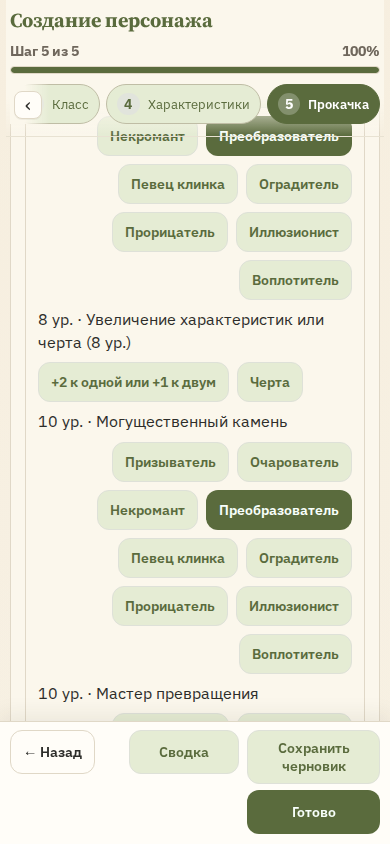 Создание персонажа
Шаг 5 из 5
100%
‹
Класс
4
Характеристики
5
Прокачка
Некромант
Преобразователь
Певец клинка
Оградитель
Прорицатель
Иллюзионист
Воплотитель
8 ур. · Увеличение характеристик или
черта (8 ур.)
+2 к одной или +1 к двум
Черта
10 ур. · Могущественный камень
Призыватель
Очарователь
Некромант
Преобразователь
Певец клинка
Оградитель
Прорицатель
Иллюзионист
Воплотитель
10 ур. · Мастер превращения
← Назад
Сводка
Сохранить
черновик
Готово